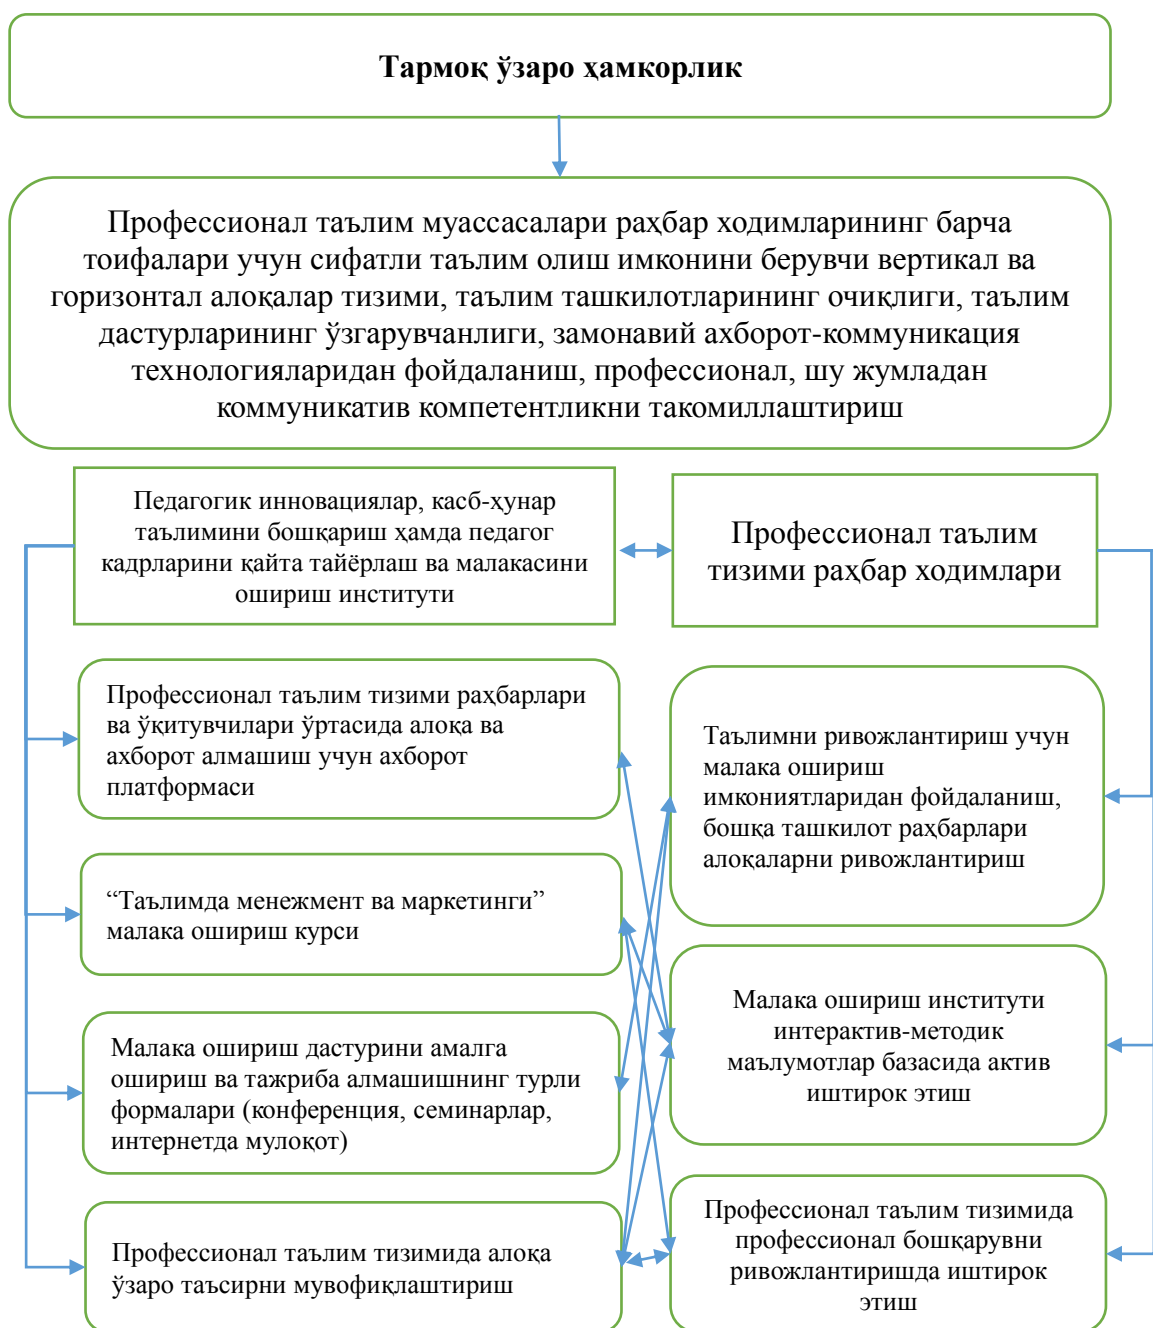 Тармоқ ўзаро ҳамкорлик
Профессионал таълим муассасалари раҳбар ходимларининг барча
тоифалари учун сифатли таълим олиш имконини берувчи вертикал ва
горизонтал алоқалар тизими, таълим ташкилотларининг очиқлиги, таълим
дастурларининг ўзгарувчанлиги, замонавий ахборот-коммуникация
технологияларидан фойдаланиш, профессионал, шу жумладан
коммуникатив компетентликни такомиллаштириш
Педагогик инновациялар, касб-ҳунар
таълимини бошқариш ҳамда педагог
кадрларини қайта тайёрлаш ва малакасини
ошириш институти
Профессионал таълим
тизими раҳбар ходимлари
Профессионал таълим тизими раҳбарлари
ва ўқитувчилари ўртасида алоқа ва
ахборот алмашиш учун ахборот
платформаси
“Таълимда менежмент ва маркетинги”
малака ошириш курси
Малака ошириш дастурини амалга
ошириш ва тажриба алмашишнинг турли
формалари (конференция, семинарлар,
интернетда мулоқот)
Профессионал таълим тизимида алоқа
ўзаро таъсирни мувофиқлаштириш
Таълимни ривожлантириш учун
малака ошириш
имкониятларидан фойдаланиш,
бошқа ташкилот раҳбарлари
алоқаларни ривожлантириш
Малака ошириш институти
интерактив-методик
маълумотлар базасида актив
иштирок этиш
Профессионал таълим тизимида
профессионал бошқарувни
ривожлантиришда иштирок
этиш